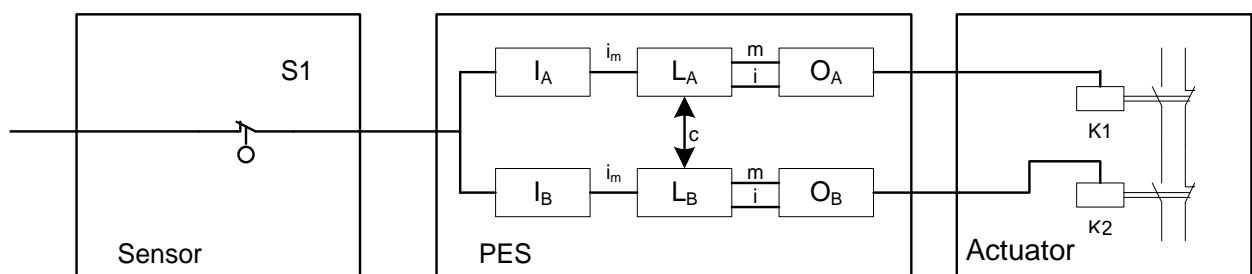 S1
Sensor
I_A
i_m
L_A
m
i
O_A
c
I_B
i_m
L_B
m
i
O_B
PES
K1
K2
Actuator